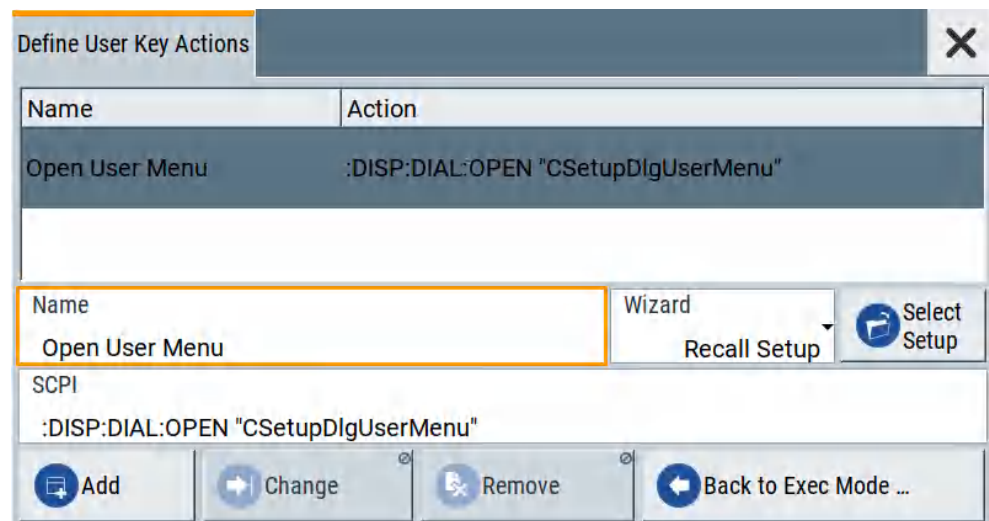 Define User Key Actions
Name Action
Open User Menu :DISP:DIAL:OPEN "CSetupDlgUserMenu"
Name Wizard
Open User Menu Recall Setup Select Setup
SCPI
:DISP:DIAL:OPEN "CSetupDlgUserMenu"
Add Change Remove Back to Exec Mode ...